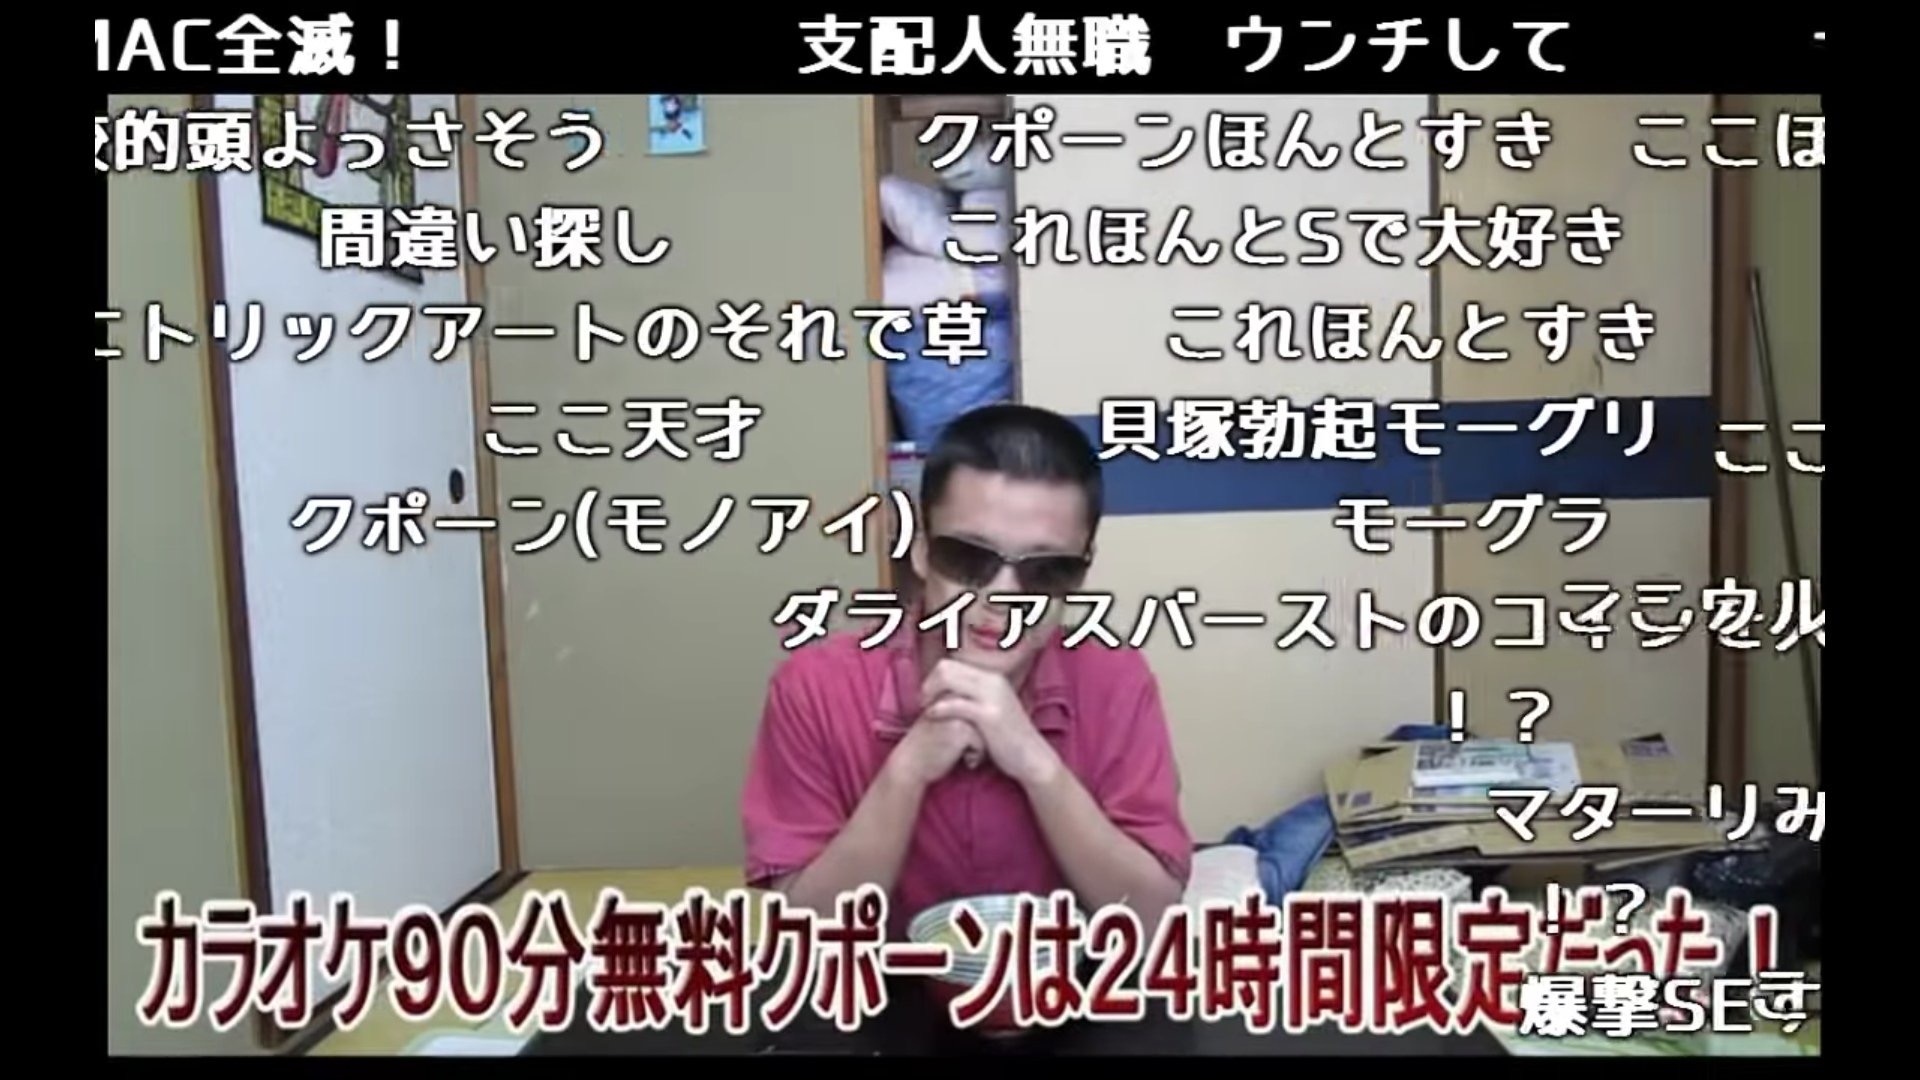 MAC全滅！
支配人無職　ウンチして
的頭よっさそう
クポーンほんとすき　ここほ
間違い探し
これほんとSで大好き
トリックアートのそれで草
これほんとすき
ここ天才
貝塚勃起モーグリ
ここ
クポーン(モノアイ)
モーグラ
ダライアスバーストのコ
！？
マターリみ
！？
カラオケ90分無料クポーンは24時間限定だった！
爆撃SE